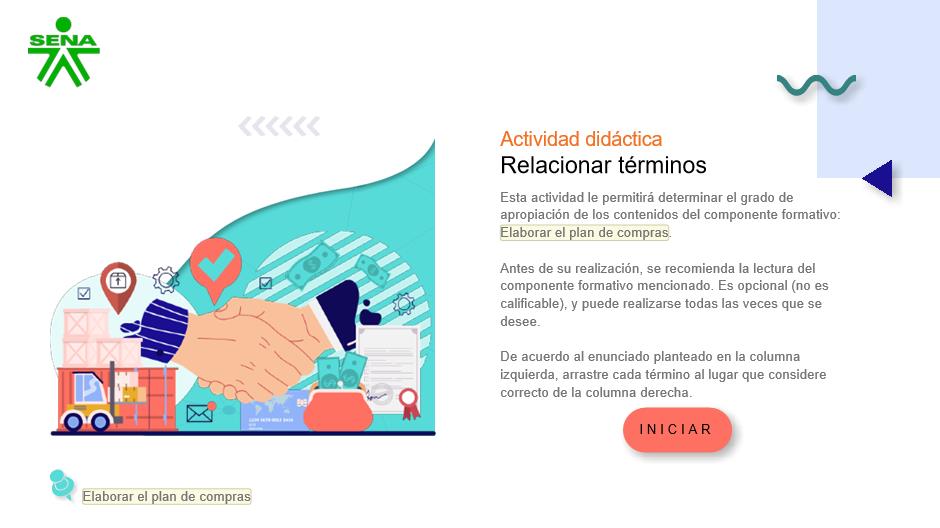 SENA
Actividad didáctica
Relacionar términos
Esta actividad le permitirá determinar el grado de
apropiación de los contenidos del componente formativo:
Elaborar el plan de compras.
Antes de su realización, se recomienda la lectura del
componente formativo mencionado. Es opcional (no es
calificable), y puede realizarse todas las veces que se
desee.
De acuerdo al enunciado planteado en la columna
izquierda, arrastre cada término al lugar que considere
correcto de la columna derecha.
INICIAR
Elaborar el plan de compras